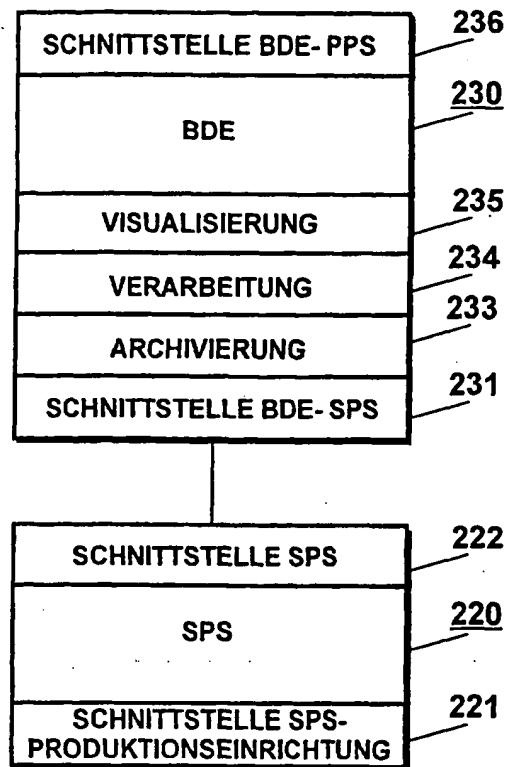 SCHNITTSTELLE BDE- PPS 236
BDE 230
VISUALISIERUNG 235
VERARBEITUNG 234
ARCHIVIERUNG 233
SCHNITTSTELLE BDE- SPS 231
SCHNITTSTELLE SPS 222
SPS 220
SCHNITTSTELLE SPS-
PRODUKTIONSEINRICHTUNG 221